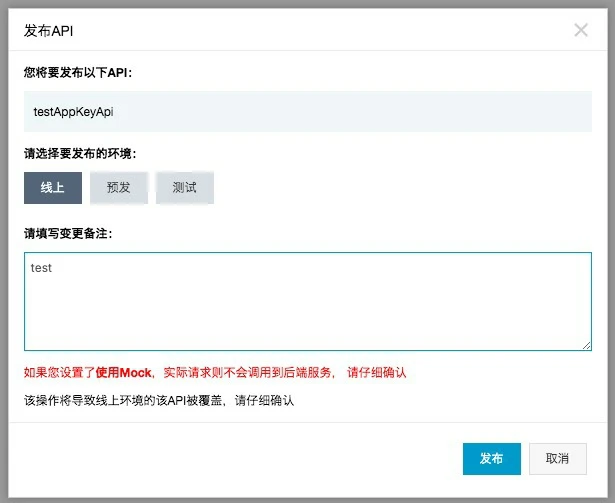 发布API
您将要发布以下API：
testAppKeyApi
请选择要发布的环境：
线上 预发 测试
请填写变更备注：
test
如果您设置了使用Mock，实际请求则不会调用到后端服务， 请仔细确认
该操作将导致线上环境的该API被覆盖，请仔细确认
发布 取消